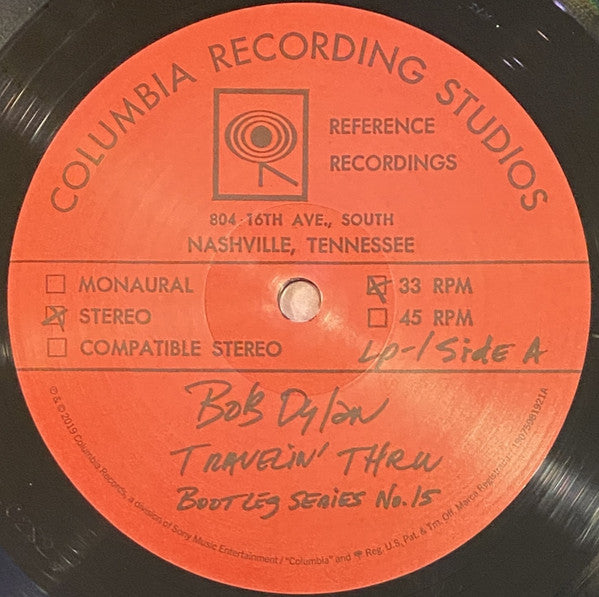 COLUMBIA RECORDING STUDIOS
REFERENCE
RECORDINGS
804 16TH AVE., SOUTH
NASHVILLE, TENNESSEE
MONAURAL
STEREO
COMPATIBLE STEREO
33 RPM
45 RPM
LP-1 SIDE A
BOB Dylan
TRAVELIN' THRU
BOOTLEG SERIES No. 15
℗ & © 2019 Columbia Records, a division of Sony Music Entertainment / "Columbia" and Reg. U.S. Pat. & Tm. Off. Marca Registrada.